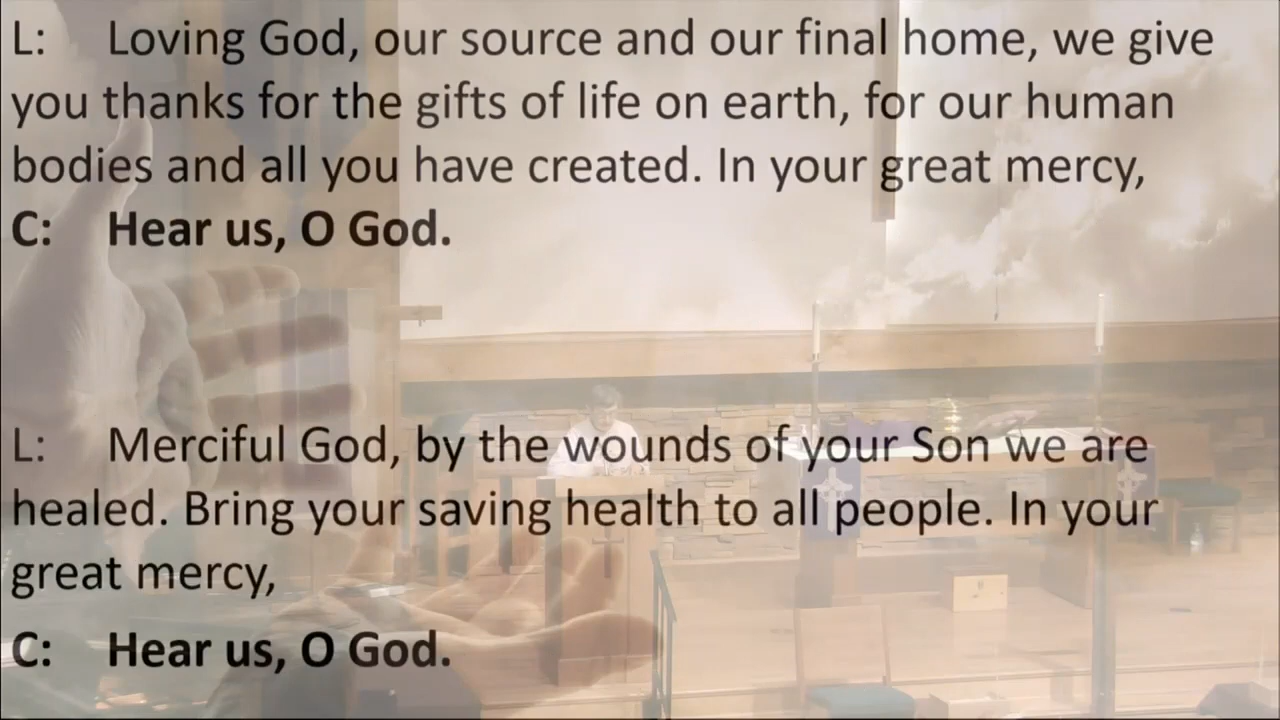 L: Loving God, our source and our final home, we give
you thanks for the gifts of life on earth, for our human
bodies and all you have created. In your great mercy,
C: Hear us, O God.
L: Merciful God, by the wounds of your Son we are
healed. Bring your saving health to all people. In your
great mercy,
C: Hear us, O God.